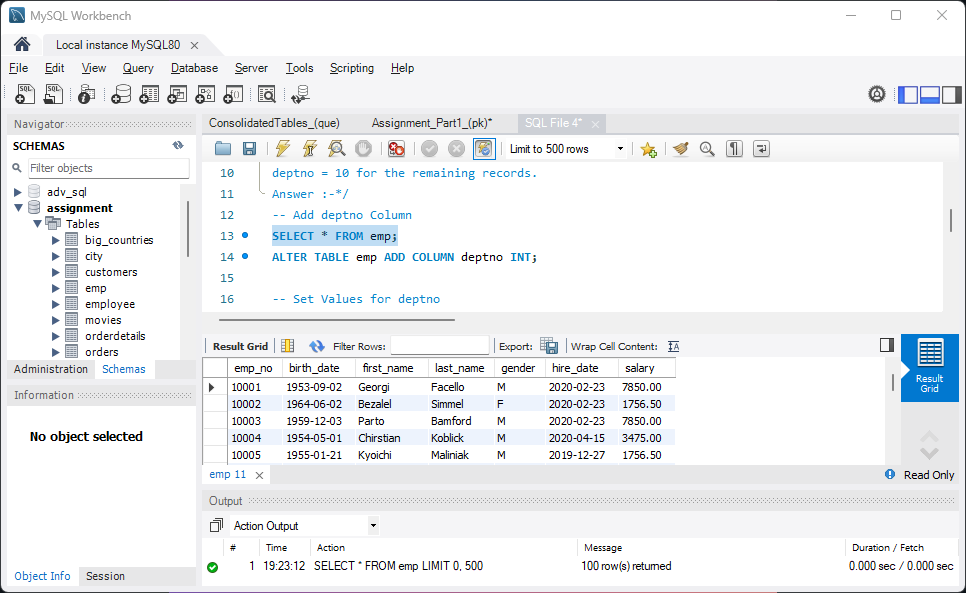 MySQL Workbench
Local instance MySQL80
File Edit View Query Database Server Tools Scripting Help
Navigator
SCHEMAS
Filter objects
adv_sql
assignment
Tables
big_countries
city
customers
emp
employee
movies
orderdetails
orders
Administration Schemas
Information
No object selected
Object Info Session
ConsolidatedTables_(que) Assignment_Part1_(pk)* SQL File 4*
Limit to 500 rows
10 deptno = 10 for the remaining records.
11 Answer :-*/
12 -- Add deptno Column
13 SELECT * FROM emp;
14 ALTER TABLE emp ADD COLUMN deptno INT;
15
16 -- Set Values for deptno
Result Grid Filter Rows: Export: Wrap Cell Content:
emp_no birth_date first_name last_name gender hire_date salary
10001 1953-09-02 Georgi Facello M 2020-02-23 7850.00
10002 1964-06-02 Bezalel Simmel F 2020-02-23 1756.50
10003 1959-12-03 Parto Bamford M 2020-02-23 7850.00
10004 1954-05-01 Chirstian Koblick M 2020-04-15 3475.00
10005 1955-01-21 Kyoichi Maliniak M 2019-12-27 1756.50
Result
Grid
emp 11
Read Only
Output
Action Output
# Time Action Message Duration / Fetch
1 19:23:12 SELECT * FROM emp LIMIT 0, 500 100 row(s) returned 0.000 sec / 0.000 sec